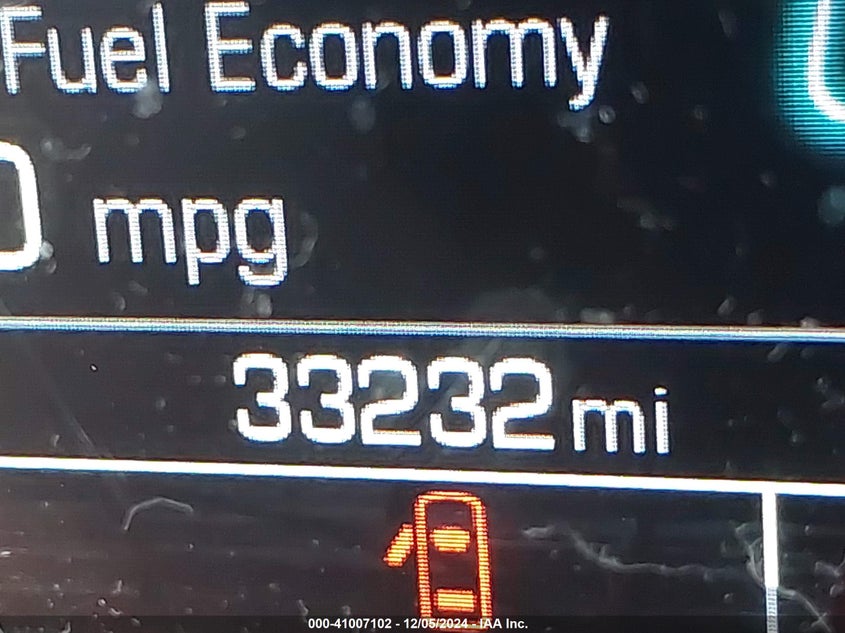 Fuel Economy
mpg
33232 mi
000-41007102 - 12/05/2024 - IAA Inc.